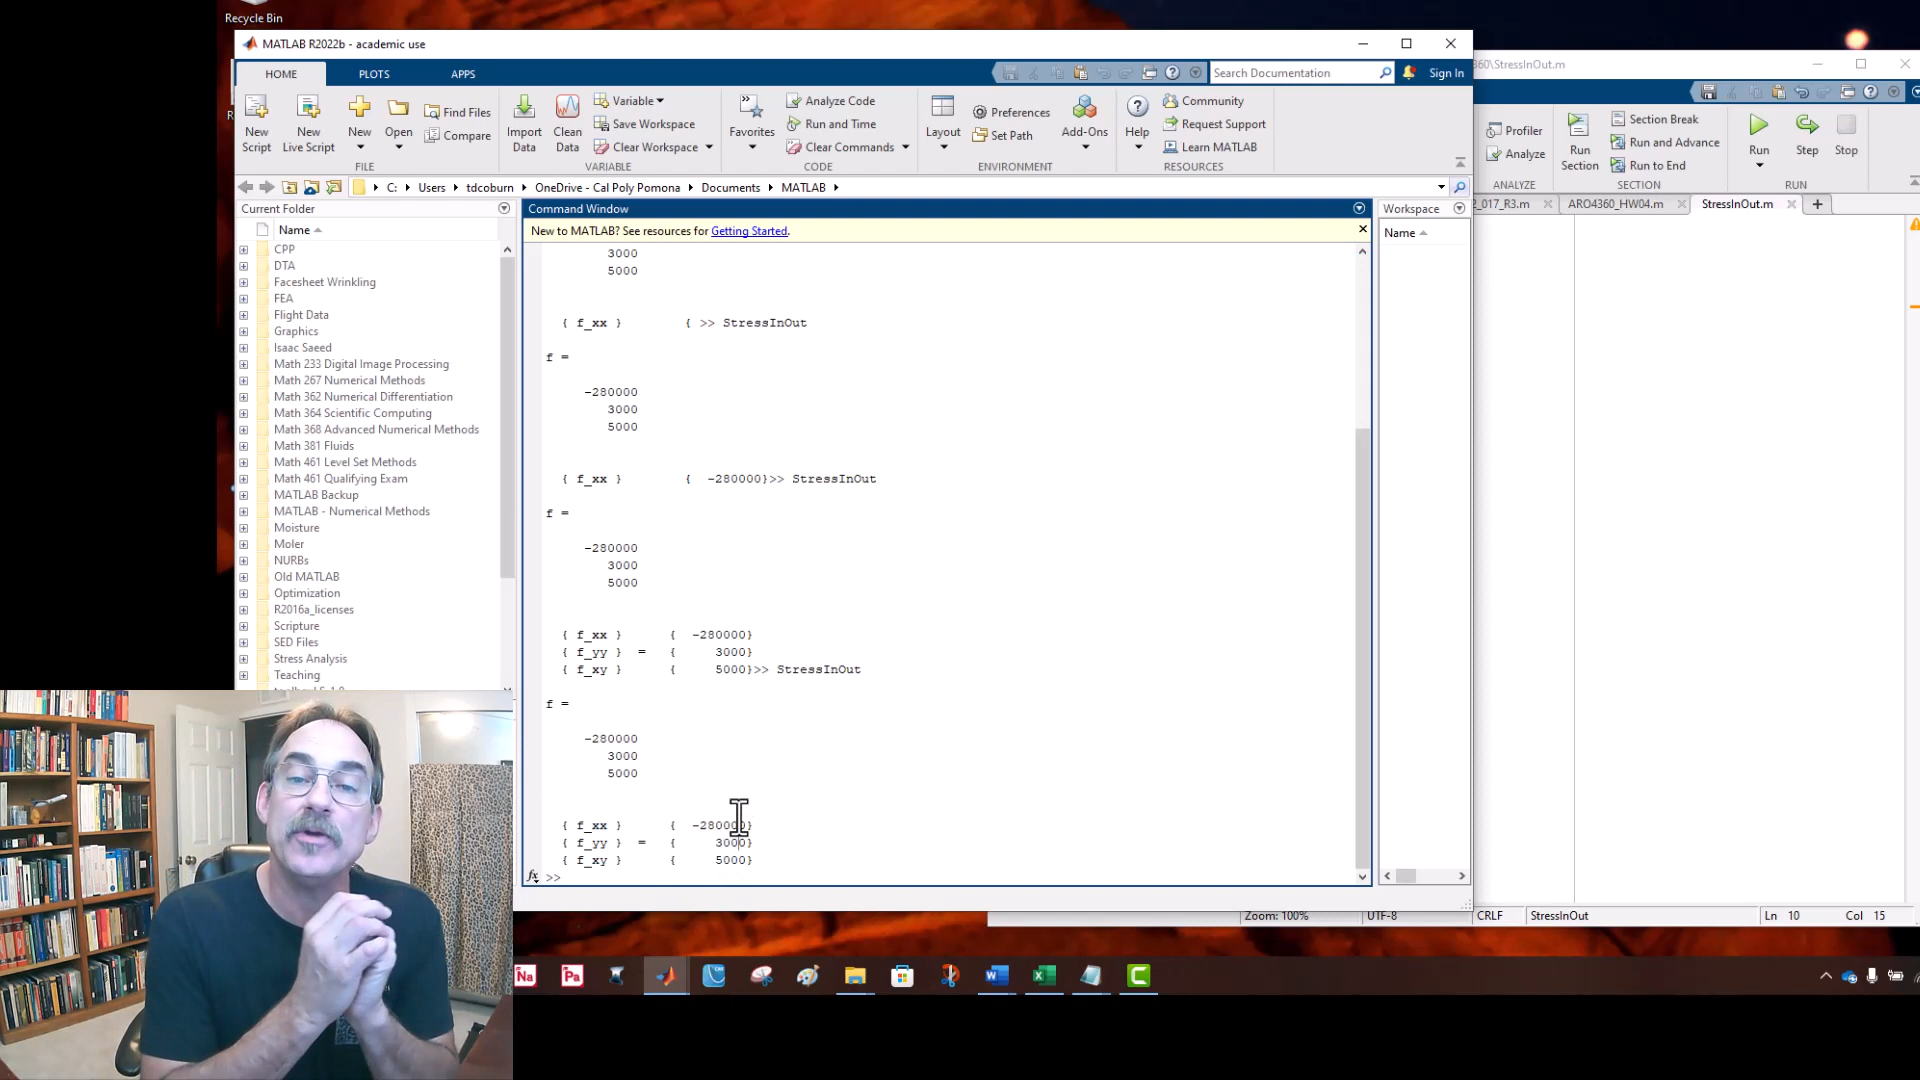 Recycle Bin
MATLAB R2022b - academic use
360\StressInOut.m
HOME PLOTS APPS
Search Documentation
Sign In
New Script
New Live Script
New
Open
Find Files
Compare
Import Data
Clean Data
Variable
Save Workspace
Clear Workspace
Favorites
Analyze Code
Run and Time
Clear Commands
Layout
Preferences
Set Path
Add-Ons
Help
Community
Request Support
Learn MATLAB
FILE VARIABLE CODE ENVIRONMENT RESOURCES
Profiler
Analyze
Run Section
Section Break
Run and Advance
Run to End
Run
Step
Stop
ANALYZE SECTION RUN
C: Users tdcoburn OneDrive - Cal Poly Pomona Documents MATLAB
2_017_R3.m ARO4360_HW04.m StressInOut.m
Current Folder
Name
CPP
DTA
Facesheet Wrinkling
FEA
Flight Data
Graphics
Isaac Saeed
Math 233 Digital Image Processing
Math 267 Numerical Methods
Math 362 Numerical Differentiation
Math 364 Scientific Computing
Math 368 Advanced Numerical Methods
Math 381 Fluids
Math 461 Level Set Methods
Math 461 Qualifying Exam
MATLAB Backup
MATLAB - Numerical Methods
Moisture
Moler
NURBs
Old MATLAB
Optimization
R2016a_licenses
Scripture
SED Files
Stress Analysis
Teaching
Command Window
New to MATLAB? See resources for Getting Started.
3000
5000
{ f_xx } { >> StressInOut
f =
-280000
3000
5000
{ f_xx } { -280000}>> StressInOut
f =
-280000
3000
5000
{ f_xx } { -280000}
{ f_yy } = { 3000}
{ f_xy } { 5000}>> StressInOut
f =
-280000
3000
5000
{ f_xx } { -280000}
{ f_yy } = { 3000}
{ f_xy } { 5000}
fx >>
Workspace
Name
Zoom: 100% UTF-8 CRLF StressInOut Ln 10 Col 15
Na Pa